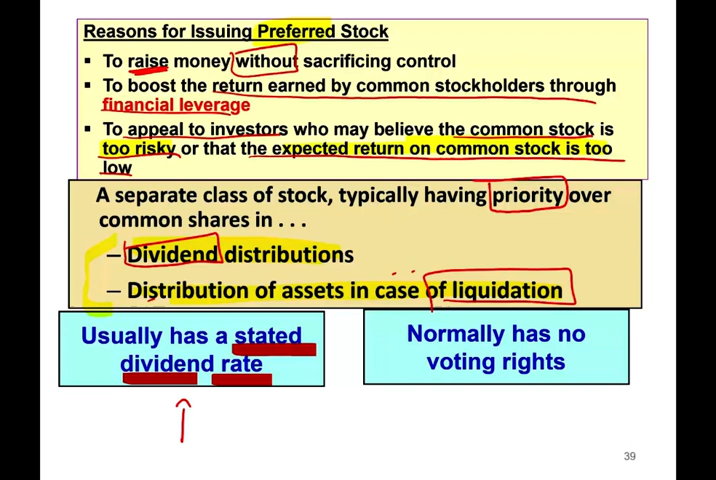 Reasons for Issuing Preferred Stock
▪ To raise money without sacrificing control
▪ To boost the return earned by common stockholders through
financial leverage
▪ To appeal to investors who may believe the common stock is
too risky or that the expected return on common stock is too
low
A separate class of stock, typically having priority over
common shares in . . .
– Dividend distributions
– Distribution of assets in case of liquidation
Usually has a stated
dividend rate
Normally has no
voting rights
39